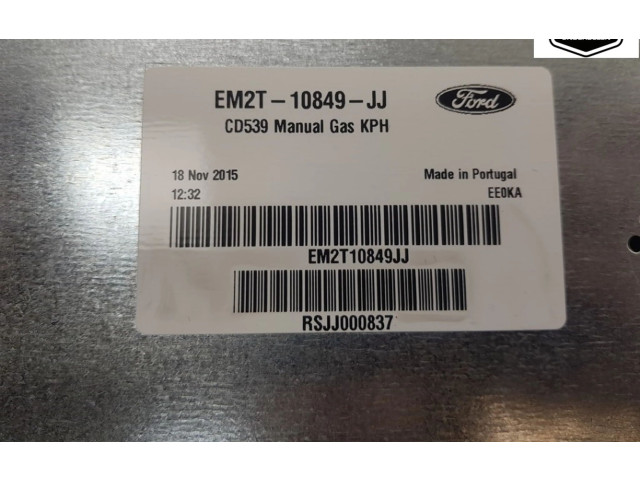 EM2T-10849-JJ
Ford
CD539 Manual Gas KPH
18 Nov 2015
Made in Portugal
12:32
EE0KA
EM2T10849JJ
RSJJ000837